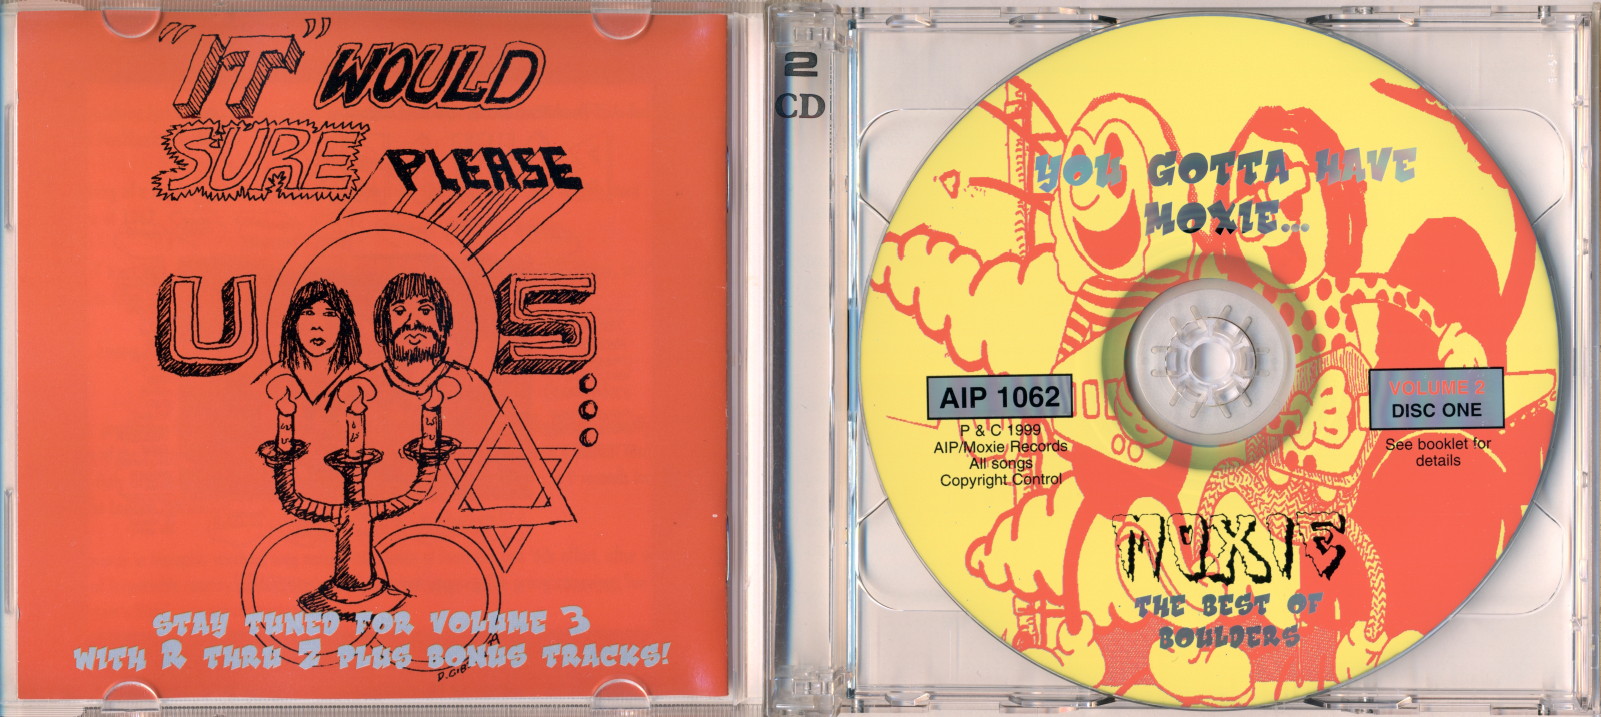 "IT" WOULD
SURE PLEASE
US...
STAY TUNED FOR VOLUME 3
WITH R THRU Z PLUS BONUS TRACKS!
2
CD
YOU GOTTA HAVE
MOXIE...
AIP 1062
P & C 1999
AIP/Moxie Records
All songs
Copyright Control
VOLUME 2
DISC ONE
See booklet for
details
MOXIE
THE BEST OF
BOULDERS